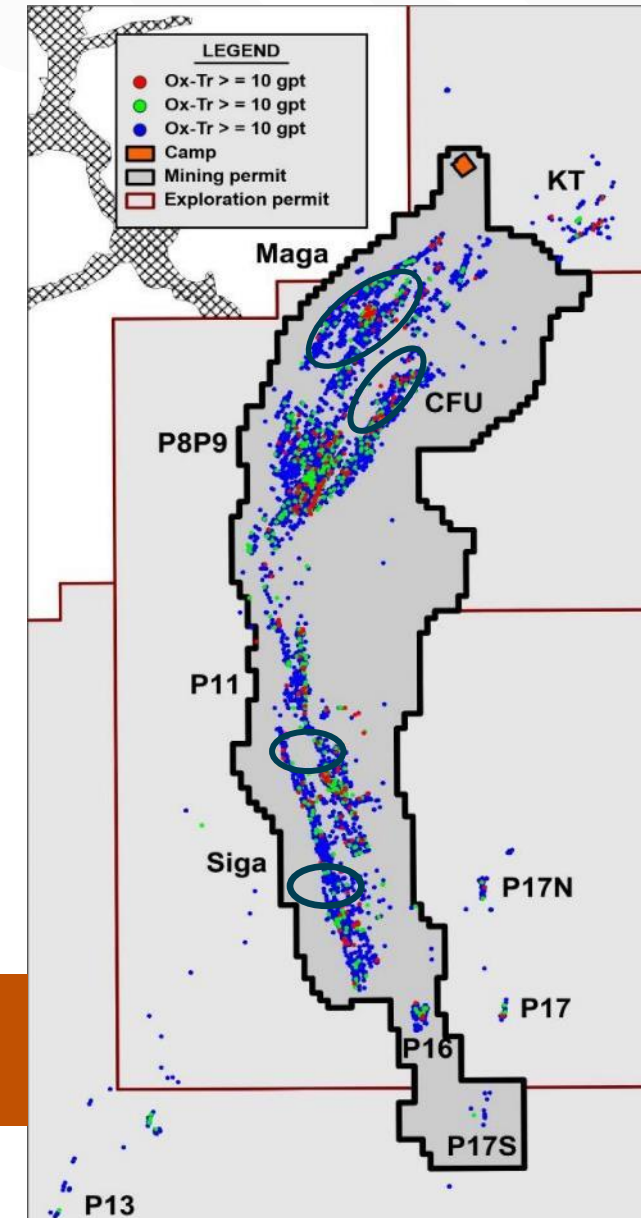 LEGEND
Ox-Tr > = 10 gpt
Ox-Tr > = 10 gpt
Ox-Tr > = 10 gpt
Camp
Mining permit
Exploration permit
KT
Maga
CFU
P8P9
P11
Siga
P17N
P17
P16
P17S
P13